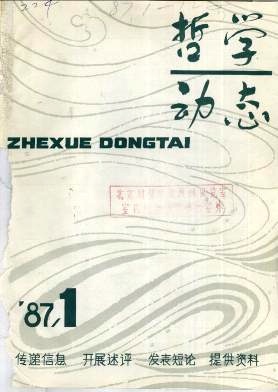 哲学
动态
ZHEXUE DONGTAI
'87,1
传递信息 开展述评 发表短论 提供资料